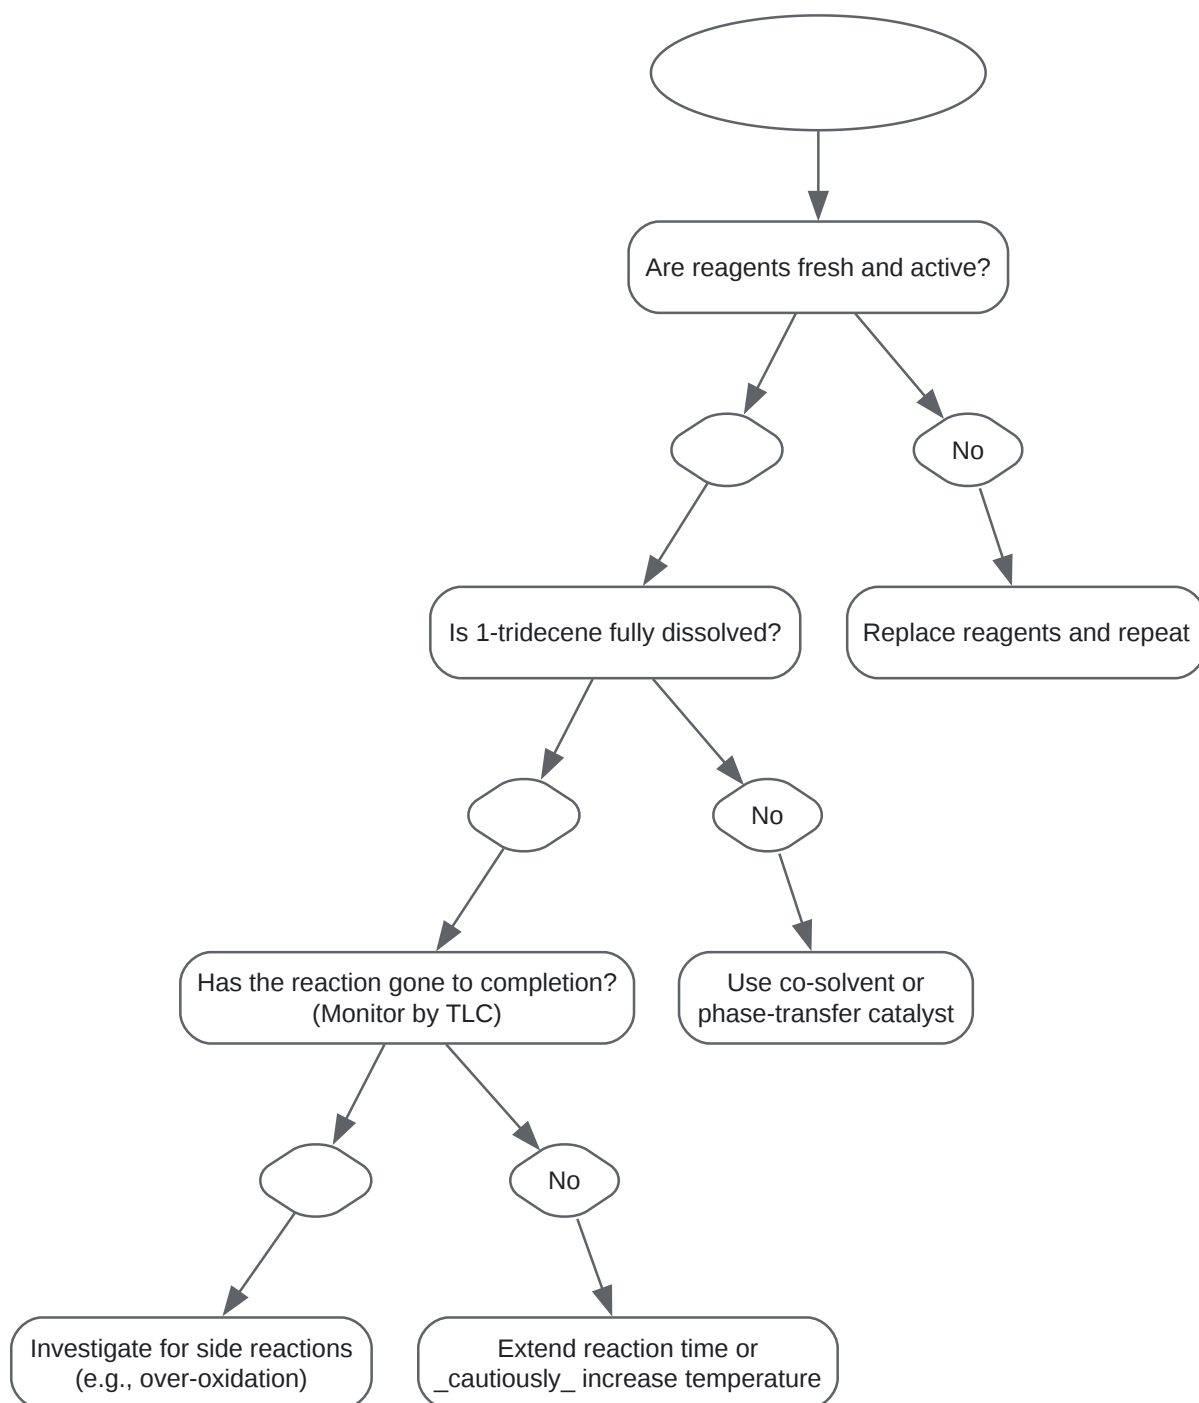 Are reagents fresh and active?
No
Is 1-tridecene fully dissolved?
Replace reagents and repeat
No
Has the reaction gone to completion?
(Monitor by TLC)
Use co-solvent or
phase-transfer catalyst
No
Investigate for side reactions
(e.g., over-oxidation)
Extend reaction time or
_cautiously_ increase temperature